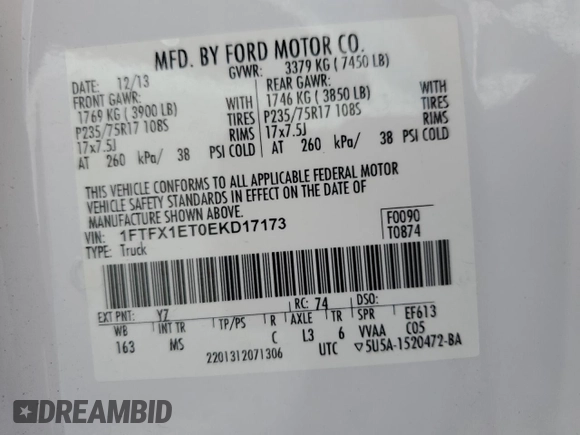 MFD. BY FORD MOTOR CO.
DATE: 12/13 GVWR: 3379 KG ( 7450 LB)
FRONT GAWR: REAR GAWR:
1769 KG ( 3900 LB) WITH 1746 KG ( 3850 LB) WITH
P235/75R17 108S TIRES P235/75R17 108S TIRES
17x7.5J RIMS 17x7.5J RIMS
AT 260 kPa/ 38 PSI COLD AT 260 kPa/ 38 PSI COLD
THIS VEHICLE CONFORMS TO ALL APPLICABLE FEDERAL MOTOR
VEHICLE SAFETY STANDARDS IN EFFECT ON THE DATE OF
MANUFACTURE SHOWN ABOVE.
VIN: 1FTFX1ET0EKD17173 F0090
TYPE: Truck T0874
EXT PNT: YZ RC: 74 DSO:
WB INT TR TP/PS R AXLE TR SPR EF613
163 MS C L3 6 VVAA C05
2201312071306 UTC ▽5U5A-1520472-BA
DREAMBID